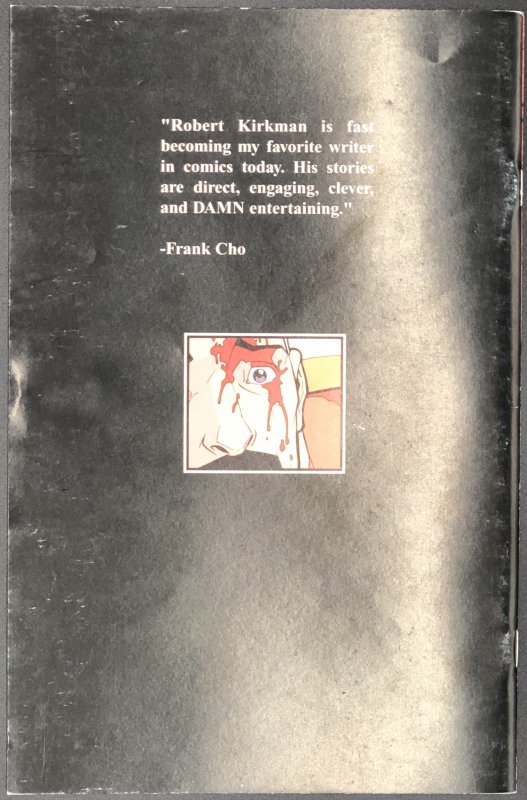 "Robert Kirkman is fast
becoming my favorite writer
in comics today. His stories
are direct, engaging, clever,
and DAMN entertaining."
-Frank Cho